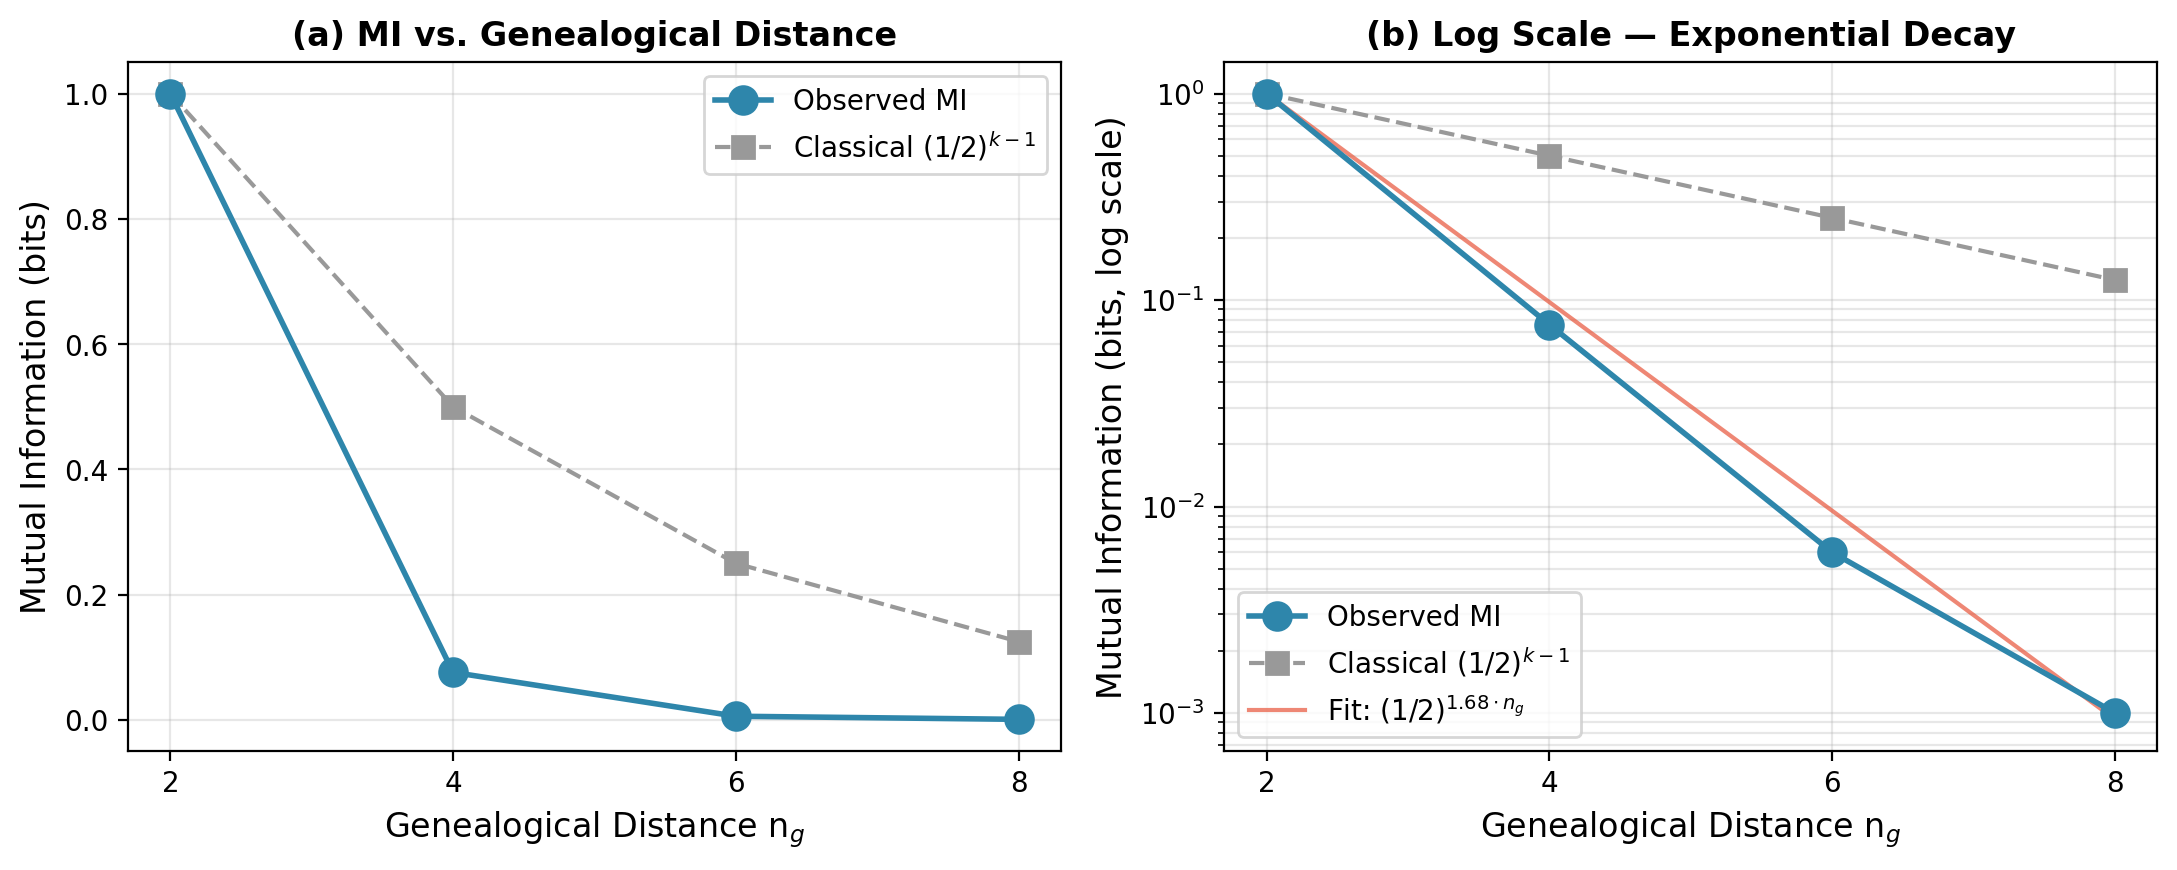 (a) MI vs. Genealogical Distance
Mutual Information (bits)
1.0
0.8
0.6
0.4
0.2
0.0
2 4 6 8
Genealogical Distance n_g
Observed MI
Classical (1/2)^{k−1}
(b) Log Scale — Exponential Decay
Mutual Information (bits, log scale)
10^0
10^{−1}
10^{−2}
10^{−3}
2 4 6 8
Genealogical Distance n_g
Observed MI
Classical (1/2)^{k−1}
Fit: (1/2)^{1.68·n_g}